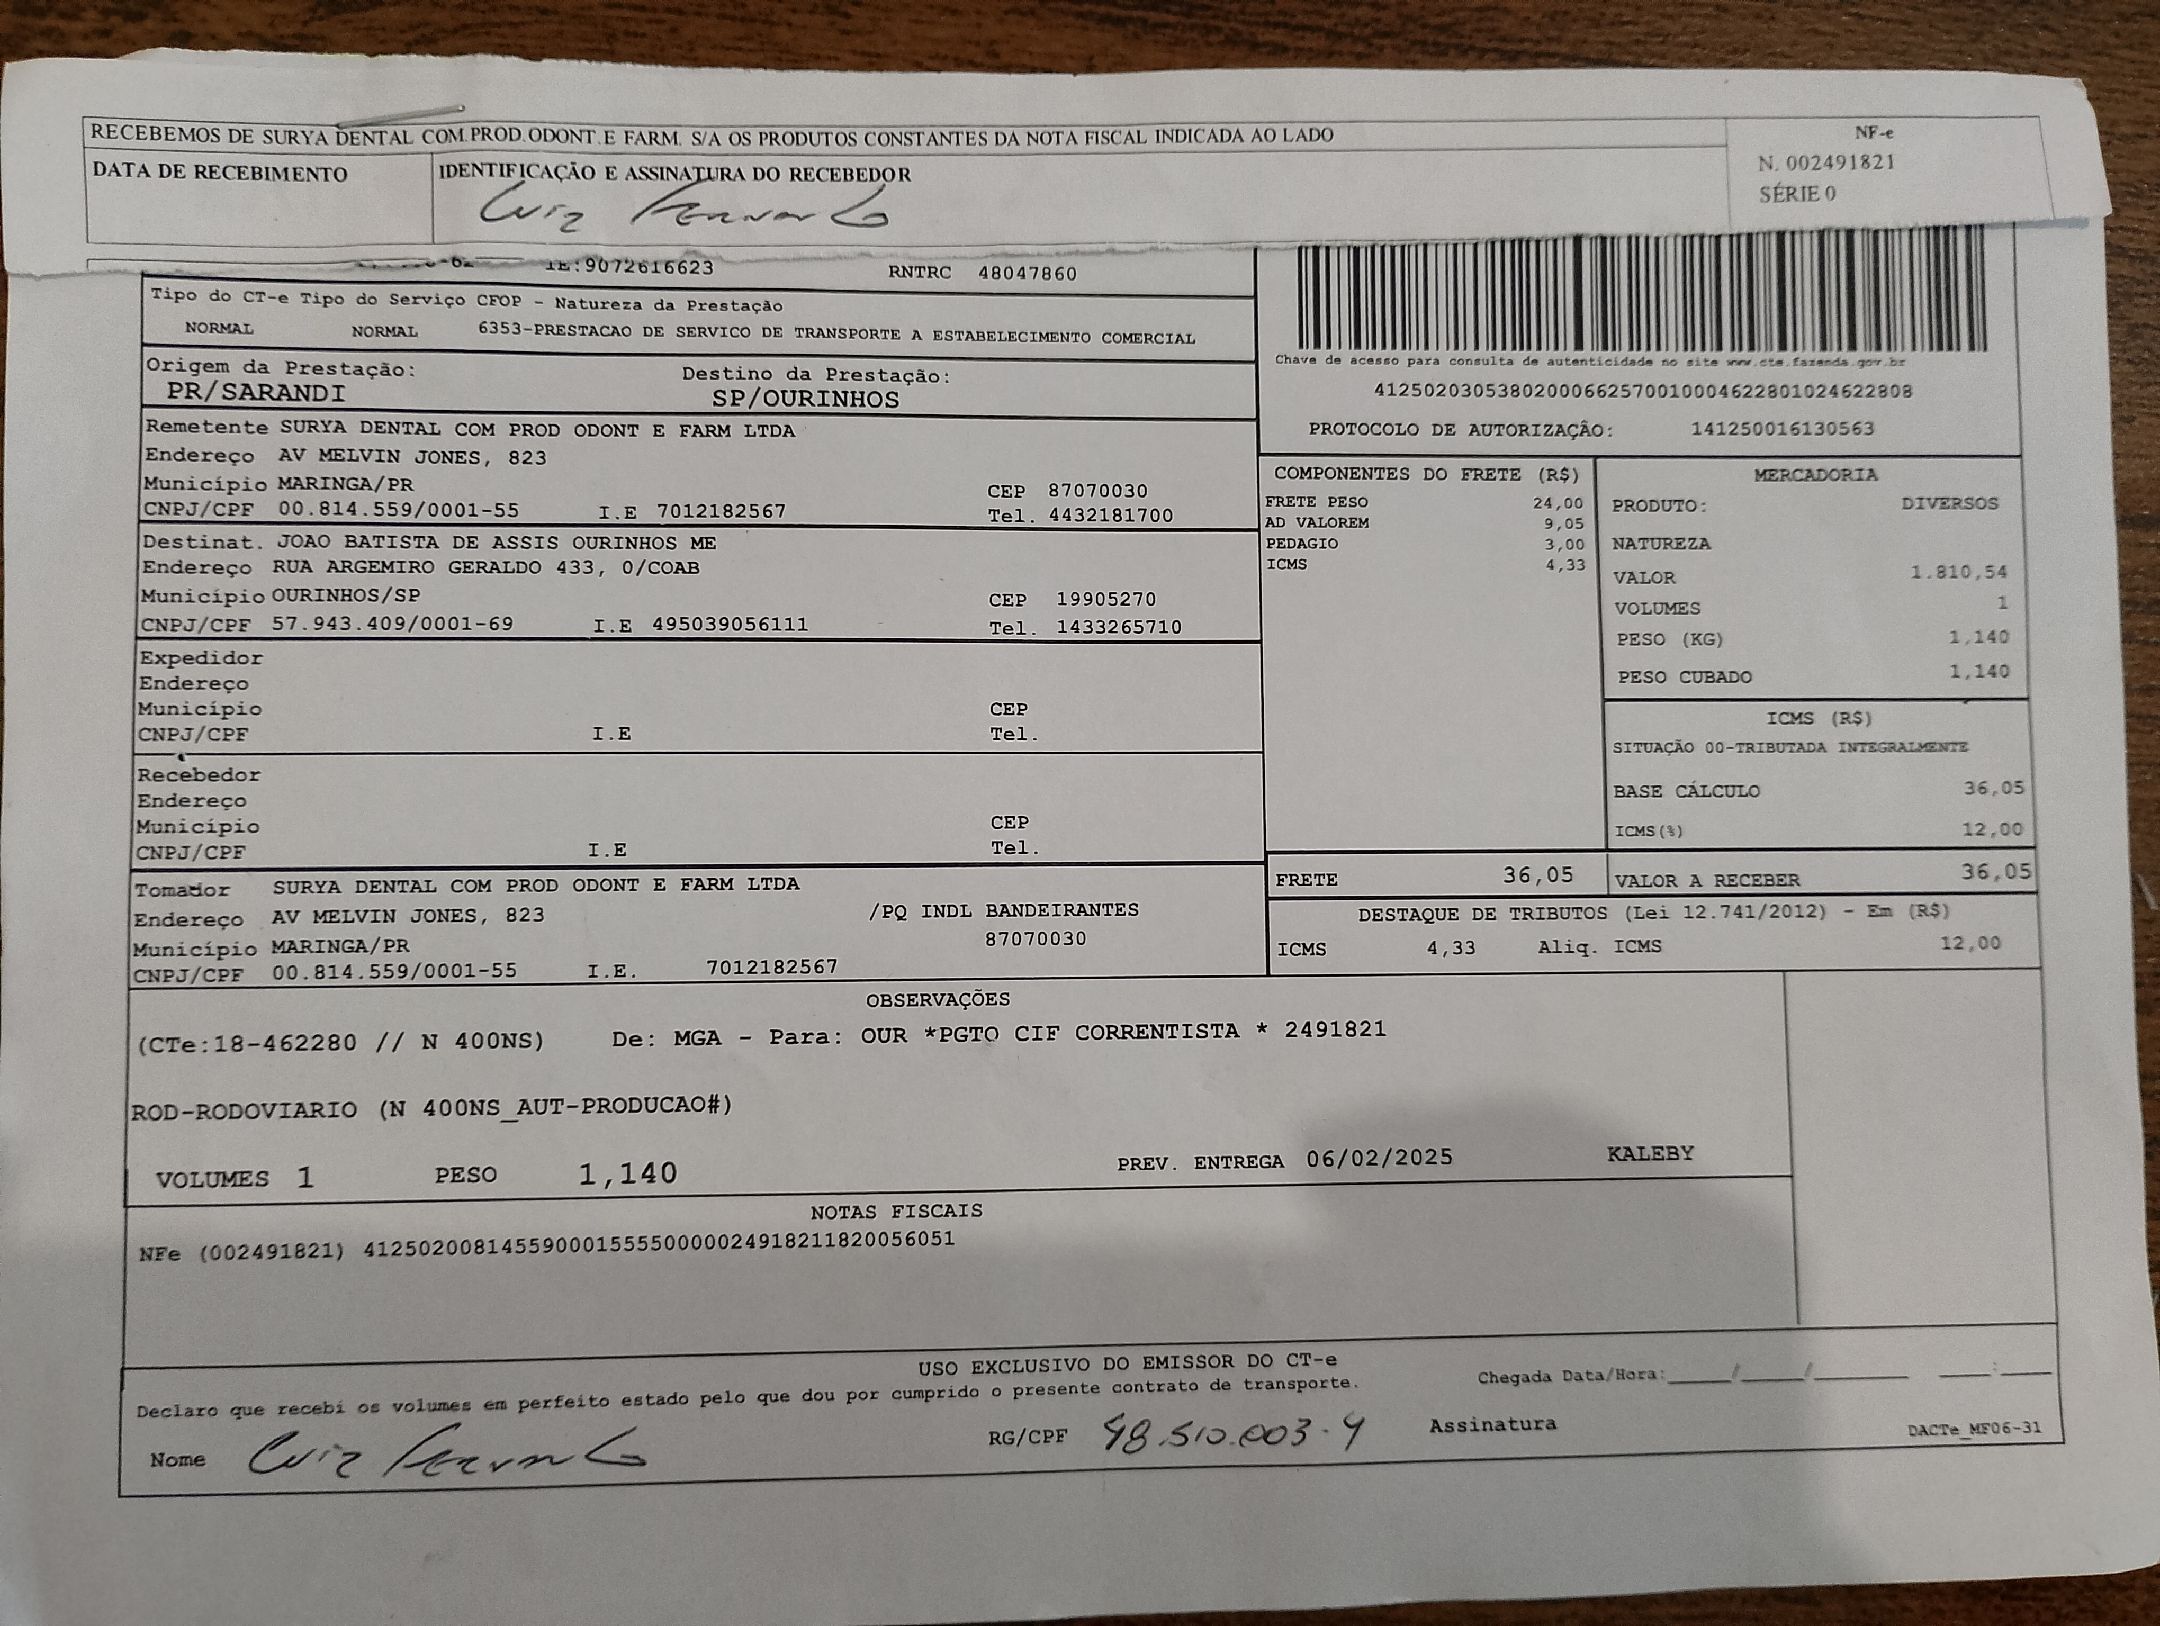 RECEBEMOS DE SURYA DENTAL COM.PROD.ODONT.E FARM. S/A OS PRODUTOS CONSTANTES DA NOTA FISCAL INDICADA AO LADO
NF-e
N. 002491821
SÉRIE 0
DATA DE RECEBIMENTO
IDENTIFICAÇÃO E ASSINATURA DO RECEBEDOR
Luiz Fernando
IE:9072616623 RNTRC 48047860
Tipo do CT-e Tipo do Serviço CFOP - Natureza da Prestação
NORMAL NORMAL 6353-PRESTACAO DE SERVICO DE TRANSPORTE A ESTABELECIMENTO COMERCIAL
Origem da Prestação: Destino da Prestação:
PR/SARANDI SP/OURINHOS
Chave de acesso para consulta de autenticidade no site www.cte.fazenda.gov.br
41250203053802000662570010004622801024622808
PROTOCOLO DE AUTORIZAÇÃO: 141250016130563
Remetente SURYA DENTAL COM PROD ODONT E FARM LTDA
Endereço AV MELVIN JONES, 823
Município MARINGA/PR CEP 87070030
CNPJ/CPF 00.814.559/0001-55 I.E 7012182567 Tel. 4432181700
Destinat. JOAO BATISTA DE ASSIS OURINHOS ME
Endereço RUA ARGEMIRO GERALDO 433, 0/COAB
Município OURINHOS/SP CEP 19905270
CNPJ/CPF 57.943.409/0001-69 I.E 495039056111 Tel. 1433265710
Expedidor
Endereço
Município CEP
CNPJ/CPF I.E Tel.
Recebedor
Endereço
Município CEP
CNPJ/CPF I.E Tel.
Tomador SURYA DENTAL COM PROD ODONT E FARM LTDA
Endereço AV MELVIN JONES, 823 /PQ INDL BANDEIRANTES
Município MARINGA/PR 87070030
CNPJ/CPF 00.814.559/0001-55 I.E. 7012182567
COMPONENTES DO FRETE (R$)
FRETE PESO 24,00
AD VALOREM 9,05
PEDAGIO 3,00
ICMS 4,33
MERCADORIA
PRODUTO: DIVERSOS
NATUREZA
VALOR 1.810,54
VOLUMES 1
PESO (KG) 1,140
PESO CUBADO 1,140
ICMS (R$)
SITUAÇÃO 00-TRIBUTADA INTEGRALMENTE
BASE CÁLCULO 36,05
ICMS(%) 12,00
FRETE 36,05 VALOR A RECEBER 36,05
DESTAQUE DE TRIBUTOS (Lei 12.741/2012) - Em (R$)
ICMS 4,33 Aliq. ICMS 12,00
OBSERVAÇÕES
(CTe:18-462280 // N 400NS) De: MGA - Para: OUR *PGTO CIF CORRENTISTA * 2491821
ROD-RODOVIARIO (N 400NS_AUT-PRODUCAO#)
VOLUMES 1 PESO 1,140 PREV. ENTREGA 06/02/2025 KALEBY
NOTAS FISCAIS
NFe (002491821) 41250200814559000155550000024918211820056051
USO EXCLUSIVO DO EMISSOR DO CT-e
Declaro que recebi os volumes em perfeito estado pelo que dou por cumprido o presente contrato de transporte. Chegada Data/Hora:____/____/______ ___:___
Nome Luiz Fernando RG/CPF 48.510.003-4 Assinatura
DACTe_MF06-31